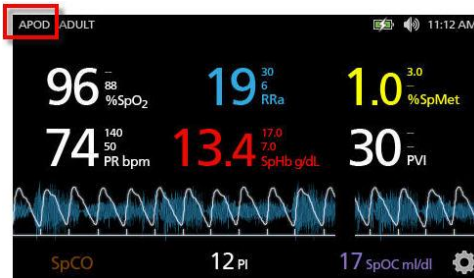 APOD ADULT 11:12 AM
96 – 88 %SpO₂ 19 30 6 RRa 1.0 3.0 – %SpMet
74 140 50 PR bpm 13.4 17.0 7.0 SpHb g/dL 30 – – PVI
SpCO 12 PI 17 SpOC ml/dl